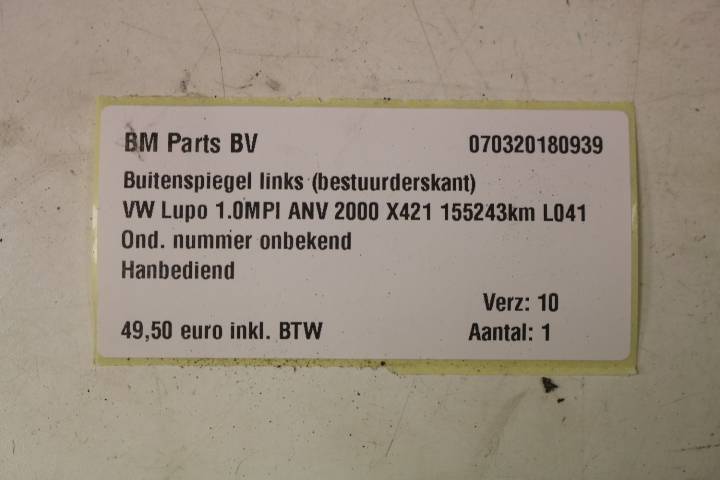 BM Parts BV 070320180939
Buitenspiegel links (bestuurderskant)
VW Lupo 1.0MPI ANV 2000 X421 155243km L041
Ond. nummer onbekend
Hanbediend
Verz: 10
49,50 euro inkl. BTW Aantal: 1